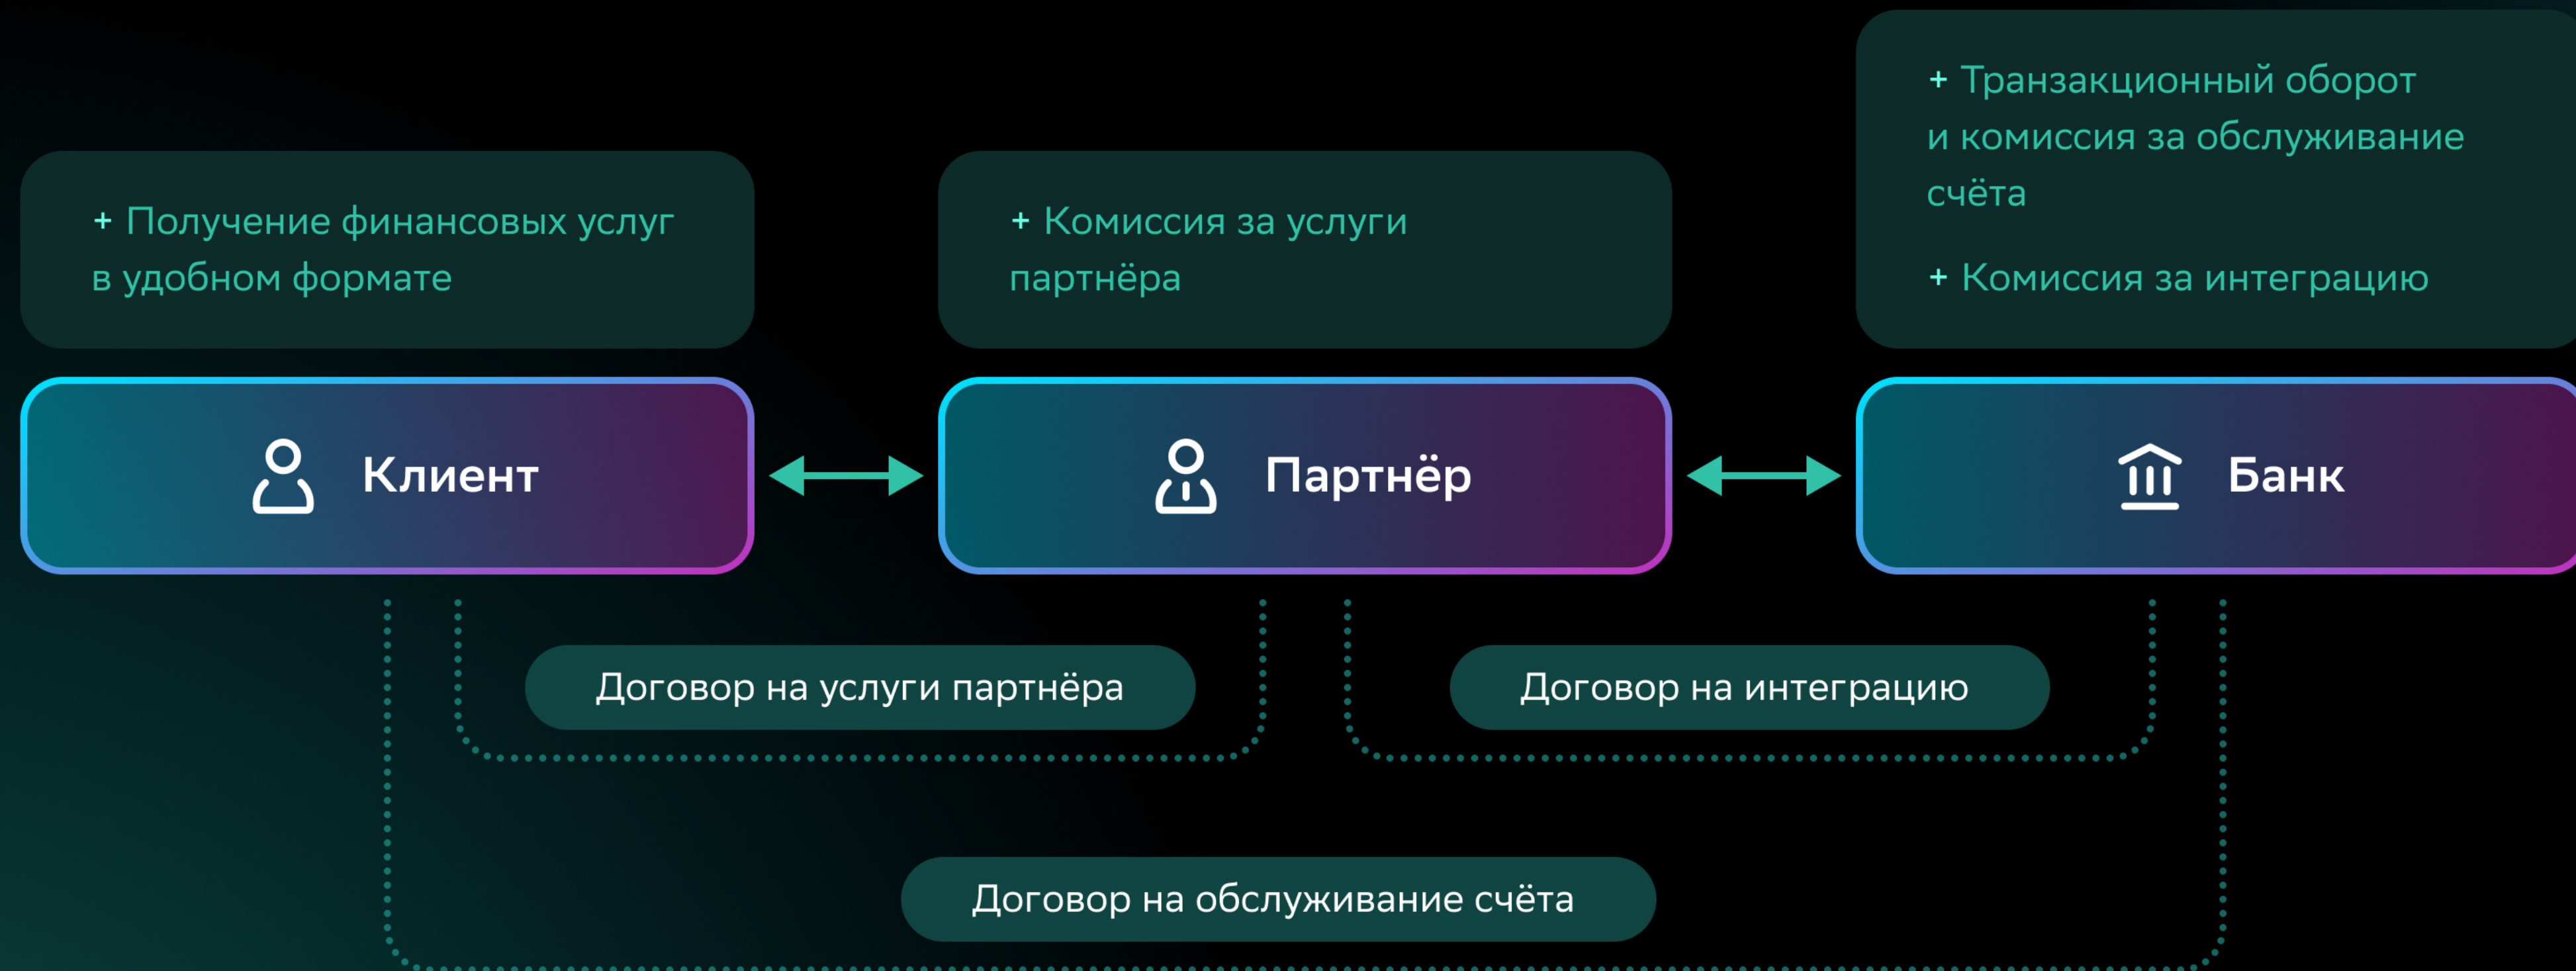 + Получение финансовых услуг
в удобном формате
+ Комиссия за услуги
партнёра
+ Транзакционный оборот
и комиссия за обслуживание
счёта
+ Комиссия за интеграцию
Клиент
Партнёр
Банк
Договор на услуги партнёра
Договор на интеграцию
Договор на обслуживание счёта